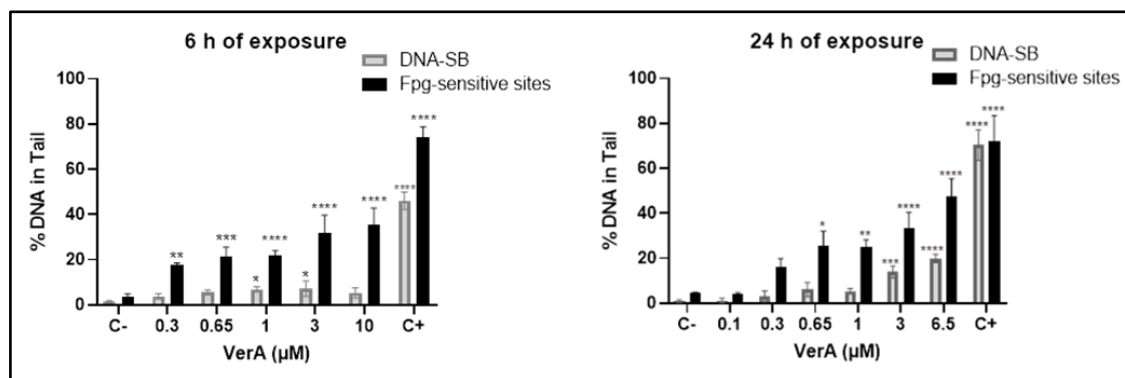 6 h of exposure
DNA-SB
Fpg-sensitive sites
% DNA in Tail
100
80
60
40
20
0
** *** **** * **** * **** **** ****
C- 0.3 0.65 1 3 10 C+
VerA (µM)
24 h of exposure
DNA-SB
Fpg-sensitive sites
% DNA in Tail
100
80
60
40
20
0
* ** *** **** **** **** **** ****
C- 0.1 0.3 0.65 1 3 6.5 C+
VerA (µM)